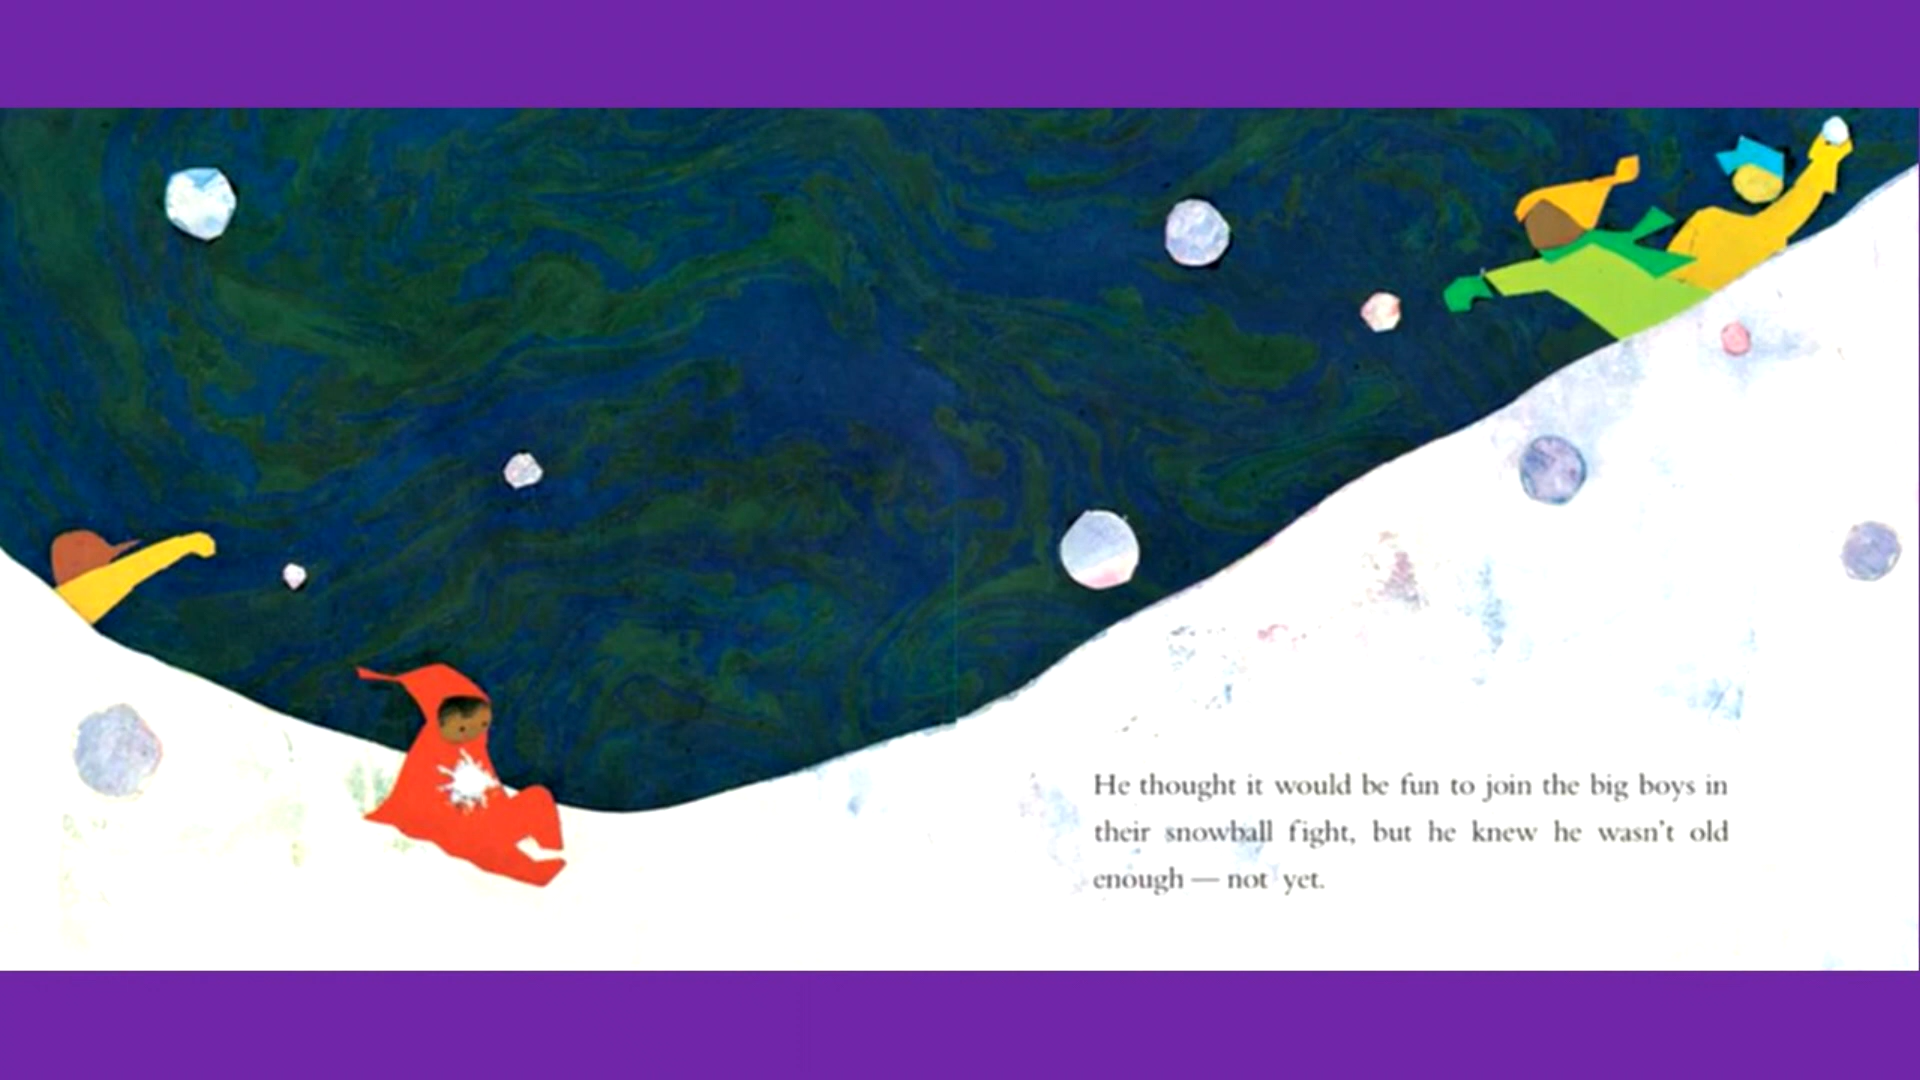 He thought it would be fun to join the big boys in
their snowball fight, but he knew he wasn't old
enough — not yet.